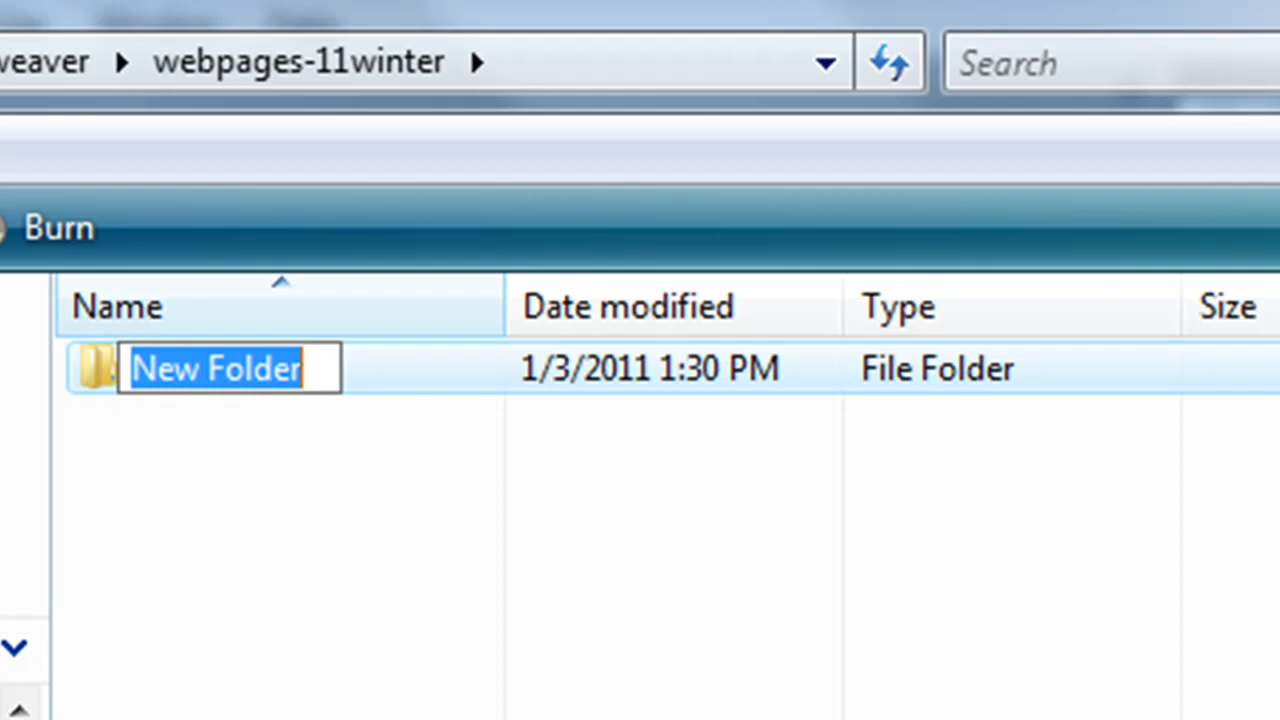 weaver webpages-11winter Search
Burn
Name Date modified Type Size
New Folder 1/3/2011 1:30 PM File Folder